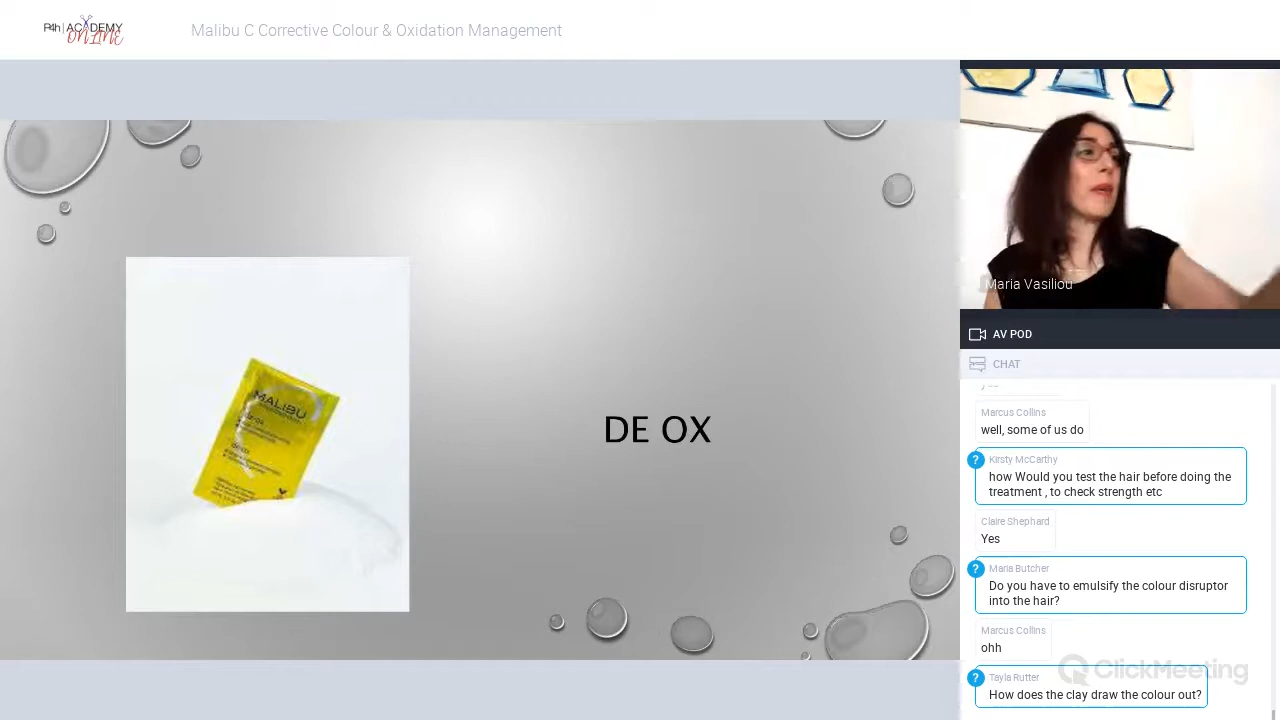 P4h | ACADEMY
ONLINE
Malibu C Corrective Colour & Oxidation Management
MALIBU
DE OX
Maria Vasiliou
AV POD
CHAT
Marcus Collins
well, some of us do
? Kirsty McCarthy
how Would you test the hair before doing the
treatment , to check strength etc
Claire Shephard
Yes
? Maria Butcher
Do you have to emulsify the colour disruptor
into the hair?
Marcus Collins
ohh
ClickMeeting
? Tayla Rutter
How does the clay draw the colour out?